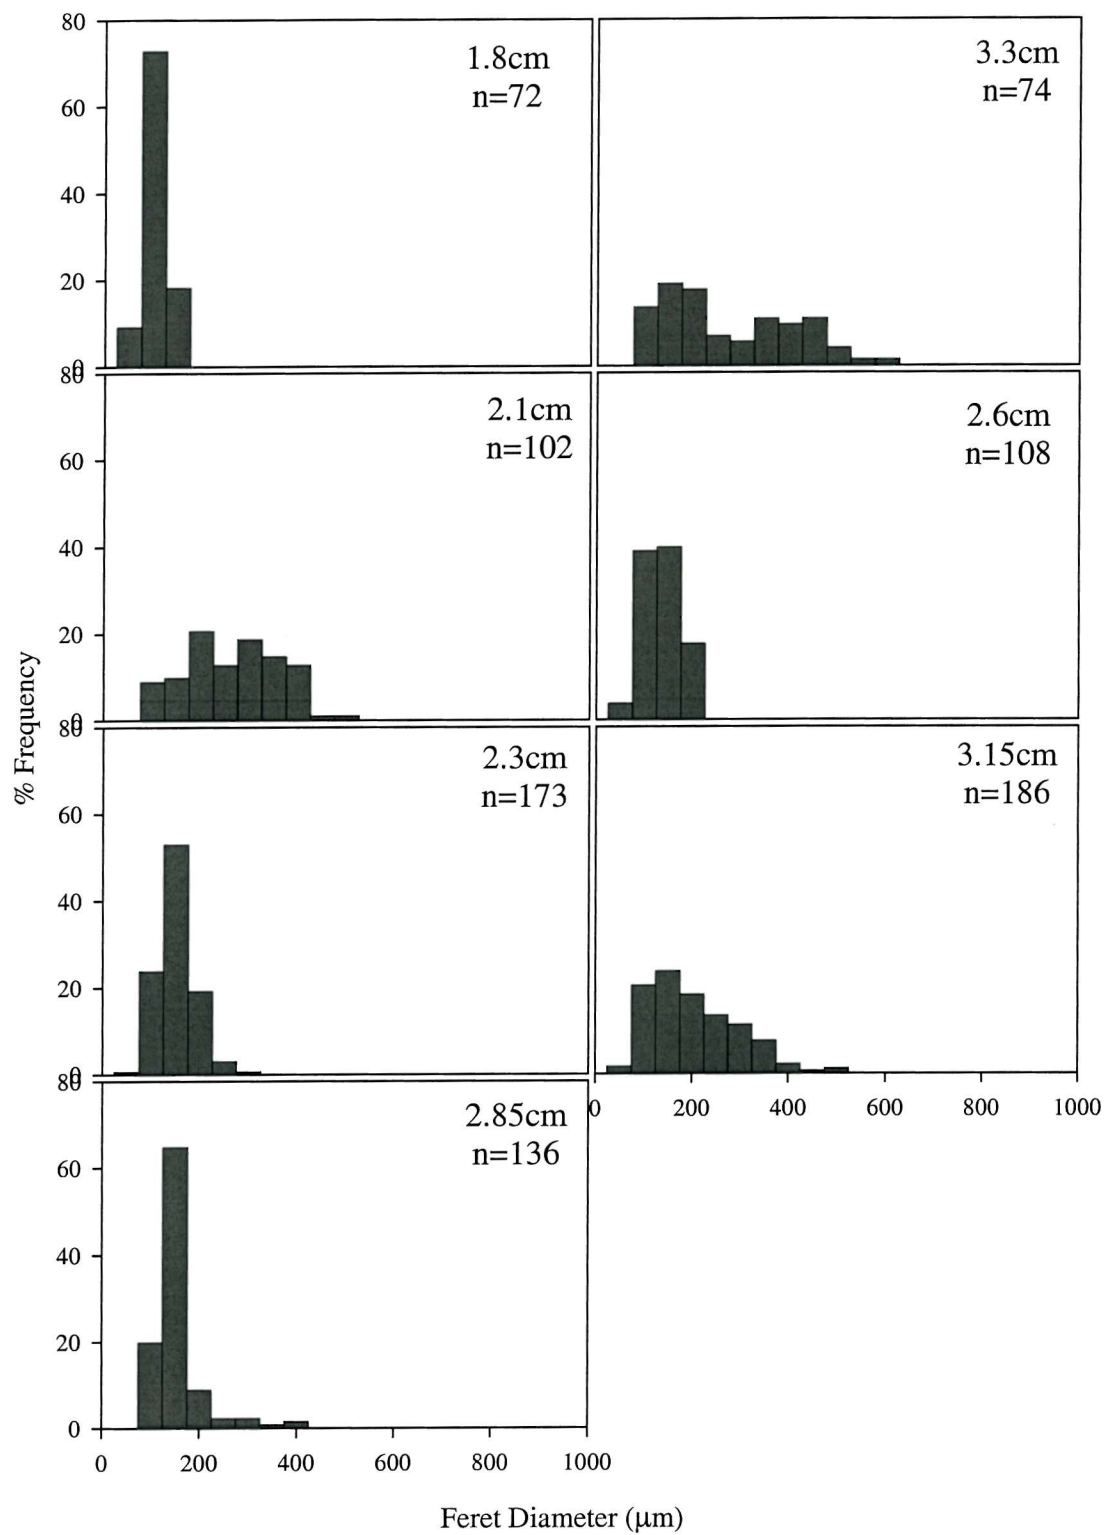 80
60
40
20
0
1.8cm
n=72
3.3cm
n=74
80
60
40
20
0
2.1cm
n=102
2.6cm
n=108
80
60
40
20
0
2.3cm
n=173
3.15cm
n=186
0 200 400 600 800 1000
80
60
40
20
0
2.85cm
n=136
0 200 400 600 800 1000
% Frequency
Feret Diameter (μm)